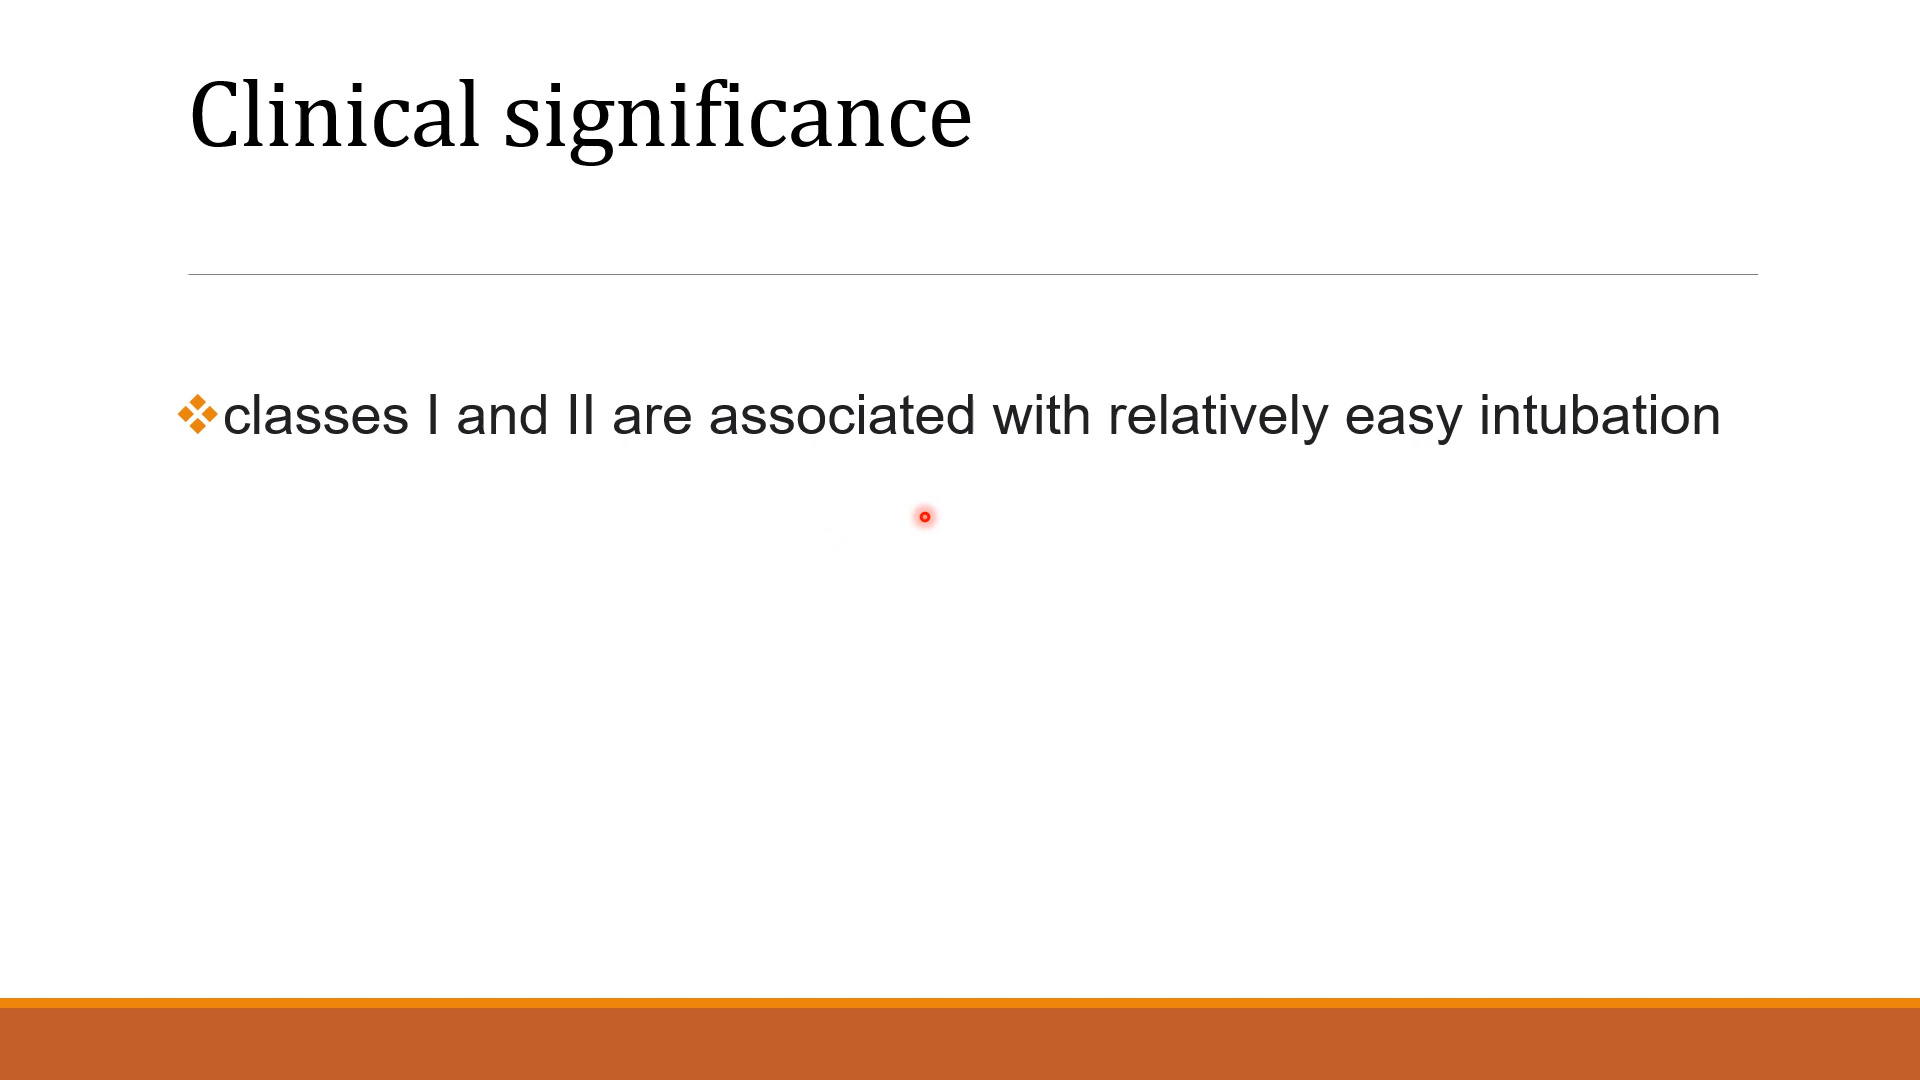 Clinical significance
classes I and II are associated with relatively easy intubation